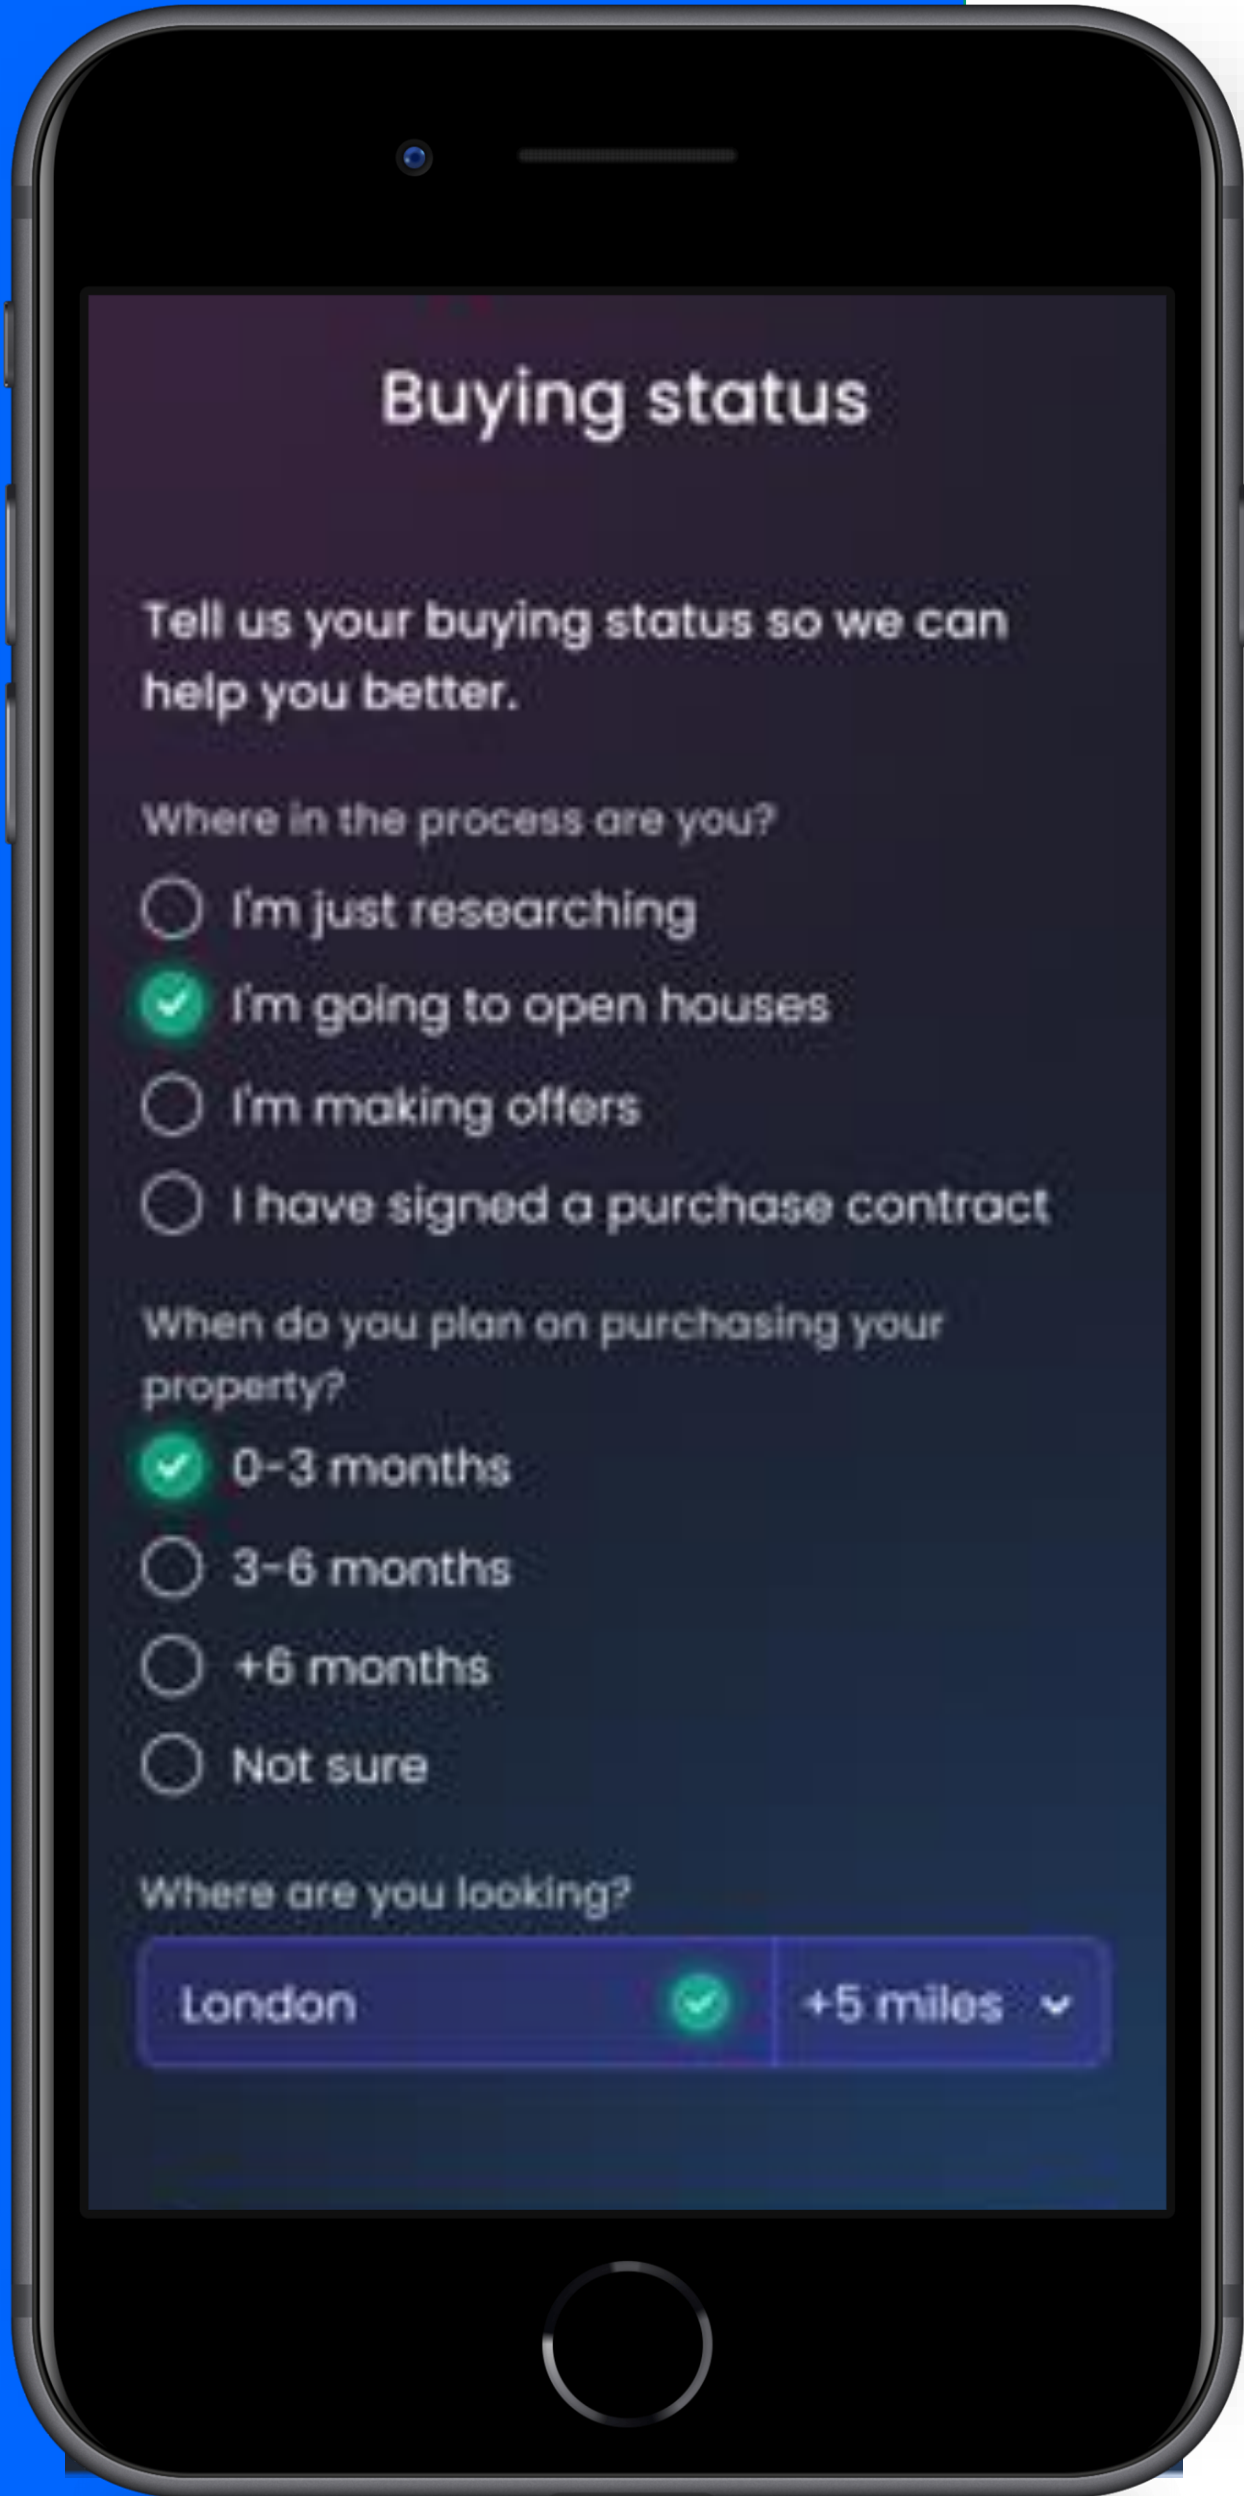 Buying status
Tell us your buying status so we can
help you better.
Where in the process are you?
I'm just researching
I'm going to open houses
I'm making offers
I have signed a purchase contract
When do you plan on purchasing your
property?
0-3 months
3-6 months
+6 months
Not sure
Where are you looking?
London +5 miles